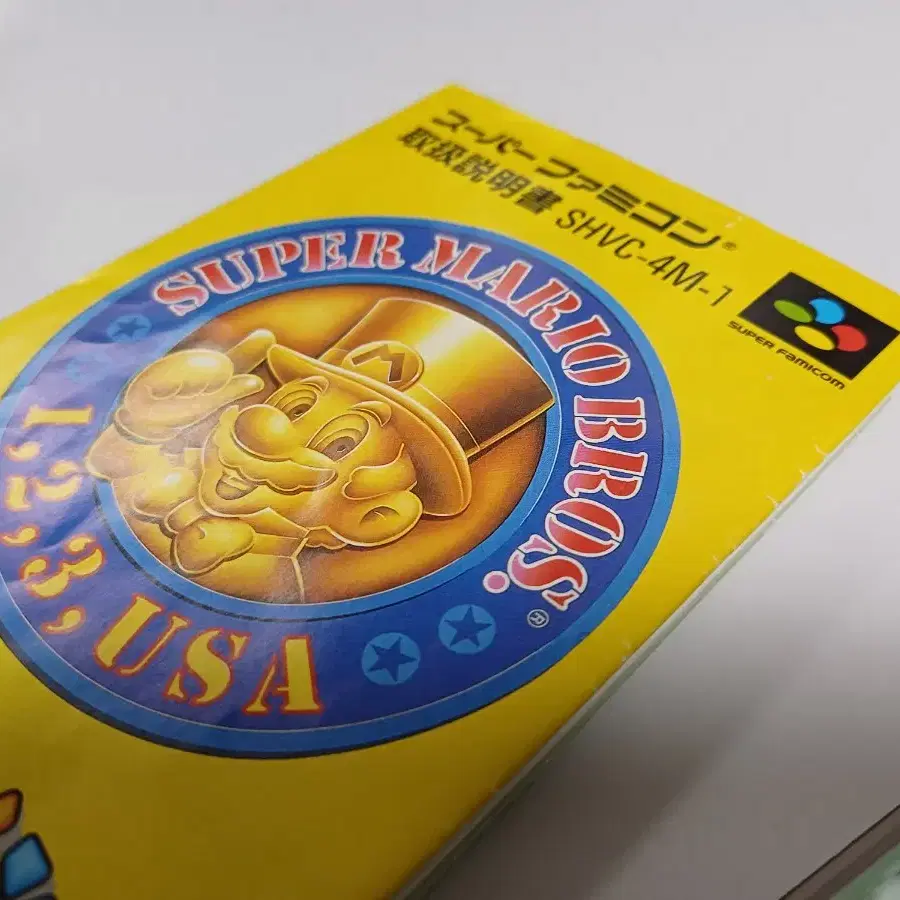 スーパーファミコン®
取扱説明書 SHVC-4M-1
SUPER FAMICOM
SUPER MARIO BROS.®
M
1,2,3,USA